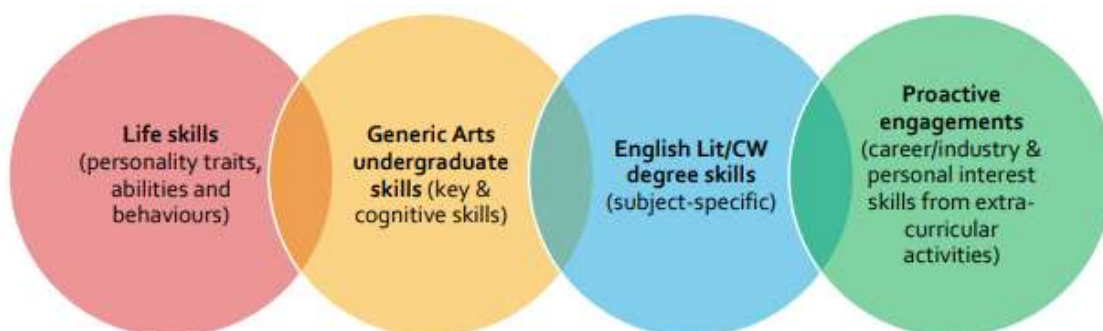 Life skills
(personality traits,
abilities and
behaviours)
Generic Arts
undergraduate
skills (key &
cognitive skills)
English Lit/CW
degree skills
(subject-specific)
Proactive
engagements
(career/industry &
personal interest
skills from extra-
curricular
activities)